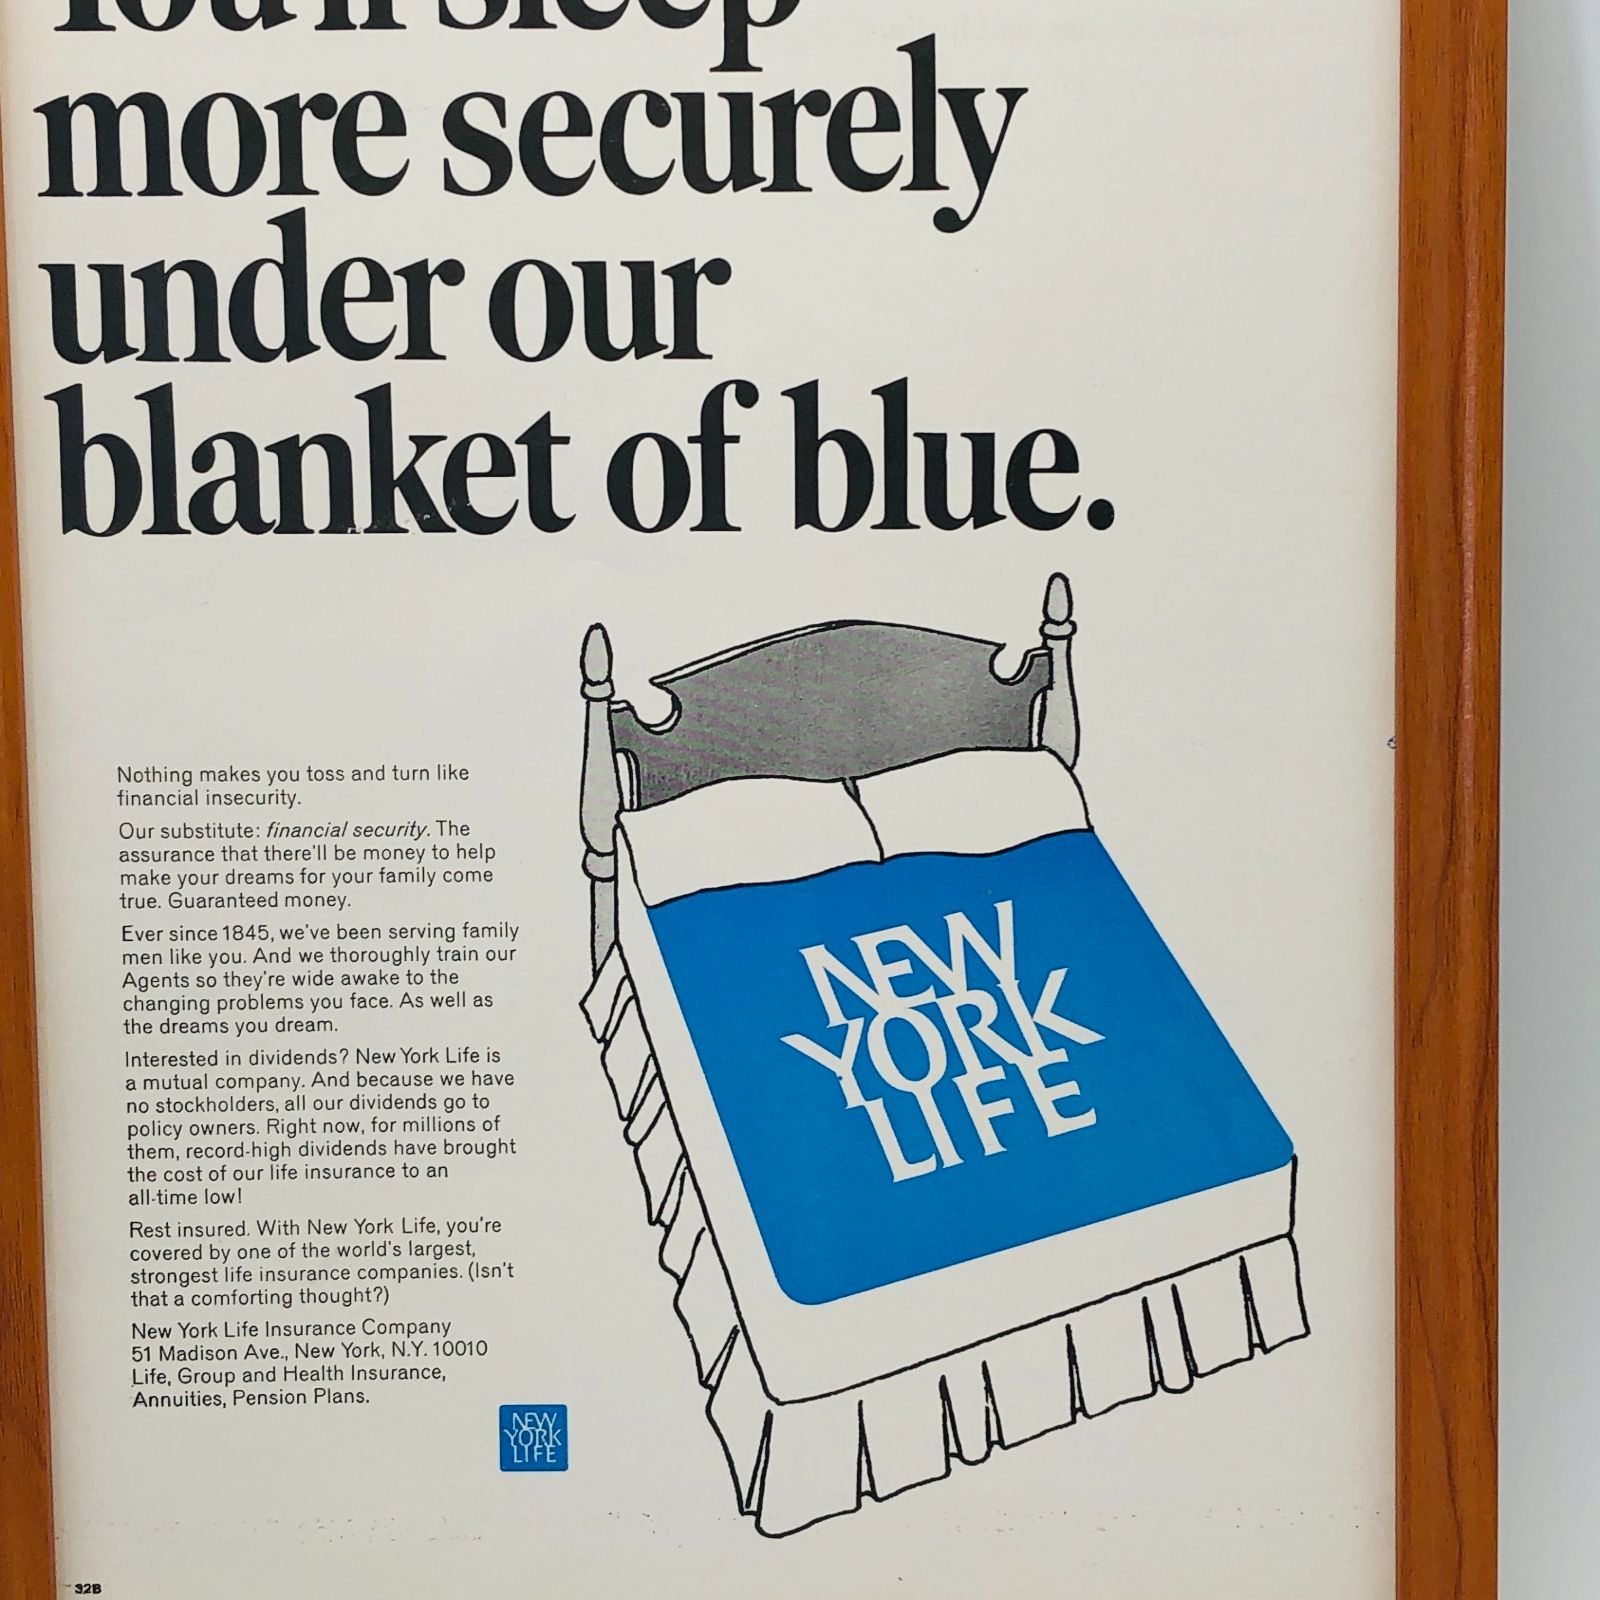 You'll sleep
more securely
under our
blanket of blue.
Nothing makes you toss and turn like
financial insecurity.
Our substitute: financial security. The
assurance that there'll be money to help
make your dreams for your family come
true. Guaranteed money.
Ever since 1845, we've been serving family
men like you. And we thoroughly train our
Agents so they're wide awake to the
changing problems you face. As well as
the dreams you dream.
Interested in dividends? New York Life is
a mutual company. And because we have
no stockholders, all our dividends go to
policy owners. Right now, for millions of
them, record-high dividends have brought
the cost of our life insurance to an
all-time low!
Rest insured. With New York Life, you're
covered by one of the world's largest,
strongest life insurance companies. (Isn't
that a comforting thought?)
New York Life Insurance Company
51 Madison Ave., New York, N.Y. 10010
Life, Group and Health Insurance,
Annuities, Pension Plans.
NEW
YORK
LIFE
NEW
YORK
LIFE
32B